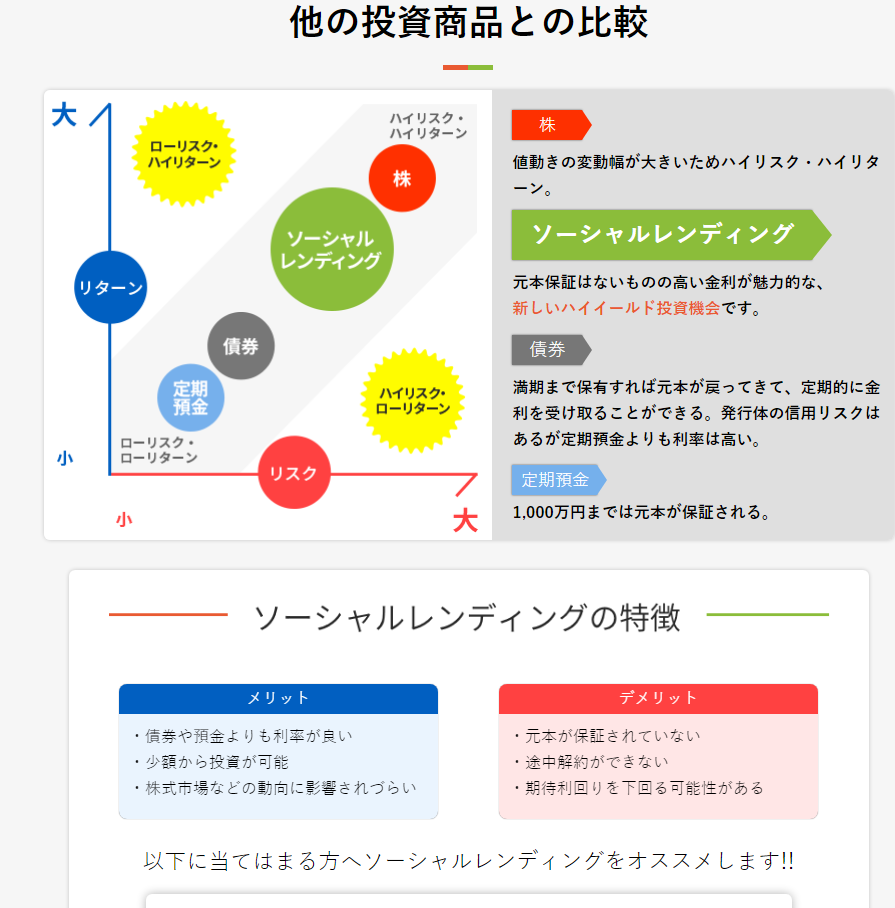 他の投資商品との比較
大
ローリスク・
ハイリターン
ハイリスク・
ハイリターン
株
ソーシャル
レンディング
リターン
債券
定期
預金
ハイリスク・
ローリターン
ローリスク・
ローリターン
小
リスク
小
大
株
値動きの変動幅が大きいためハイリスク・ハイリタ
ーン。
ソーシャルレンディング
元本保証はないものの高い金利が魅力的な、
新しいハイイールド投資機会です。
債券
満期まで保有すれば元本が戻ってきて、定期的に金
利を受け取ることができる。発行体の信用リスクは
あるが定期預金よりも利率は高い。
定期預金
1,000万円までは元本が保証される。
ソーシャルレンディングの特徴
メリット
・債券や預金よりも利率が良い
・少額から投資が可能
・株式市場などの動向に影響されづらい
デメリット
・元本が保証されていない
・途中解約ができない
・期待利回りを下回る可能性がある
以下に当てはまる方へソーシャルレンディングをオススメします!!